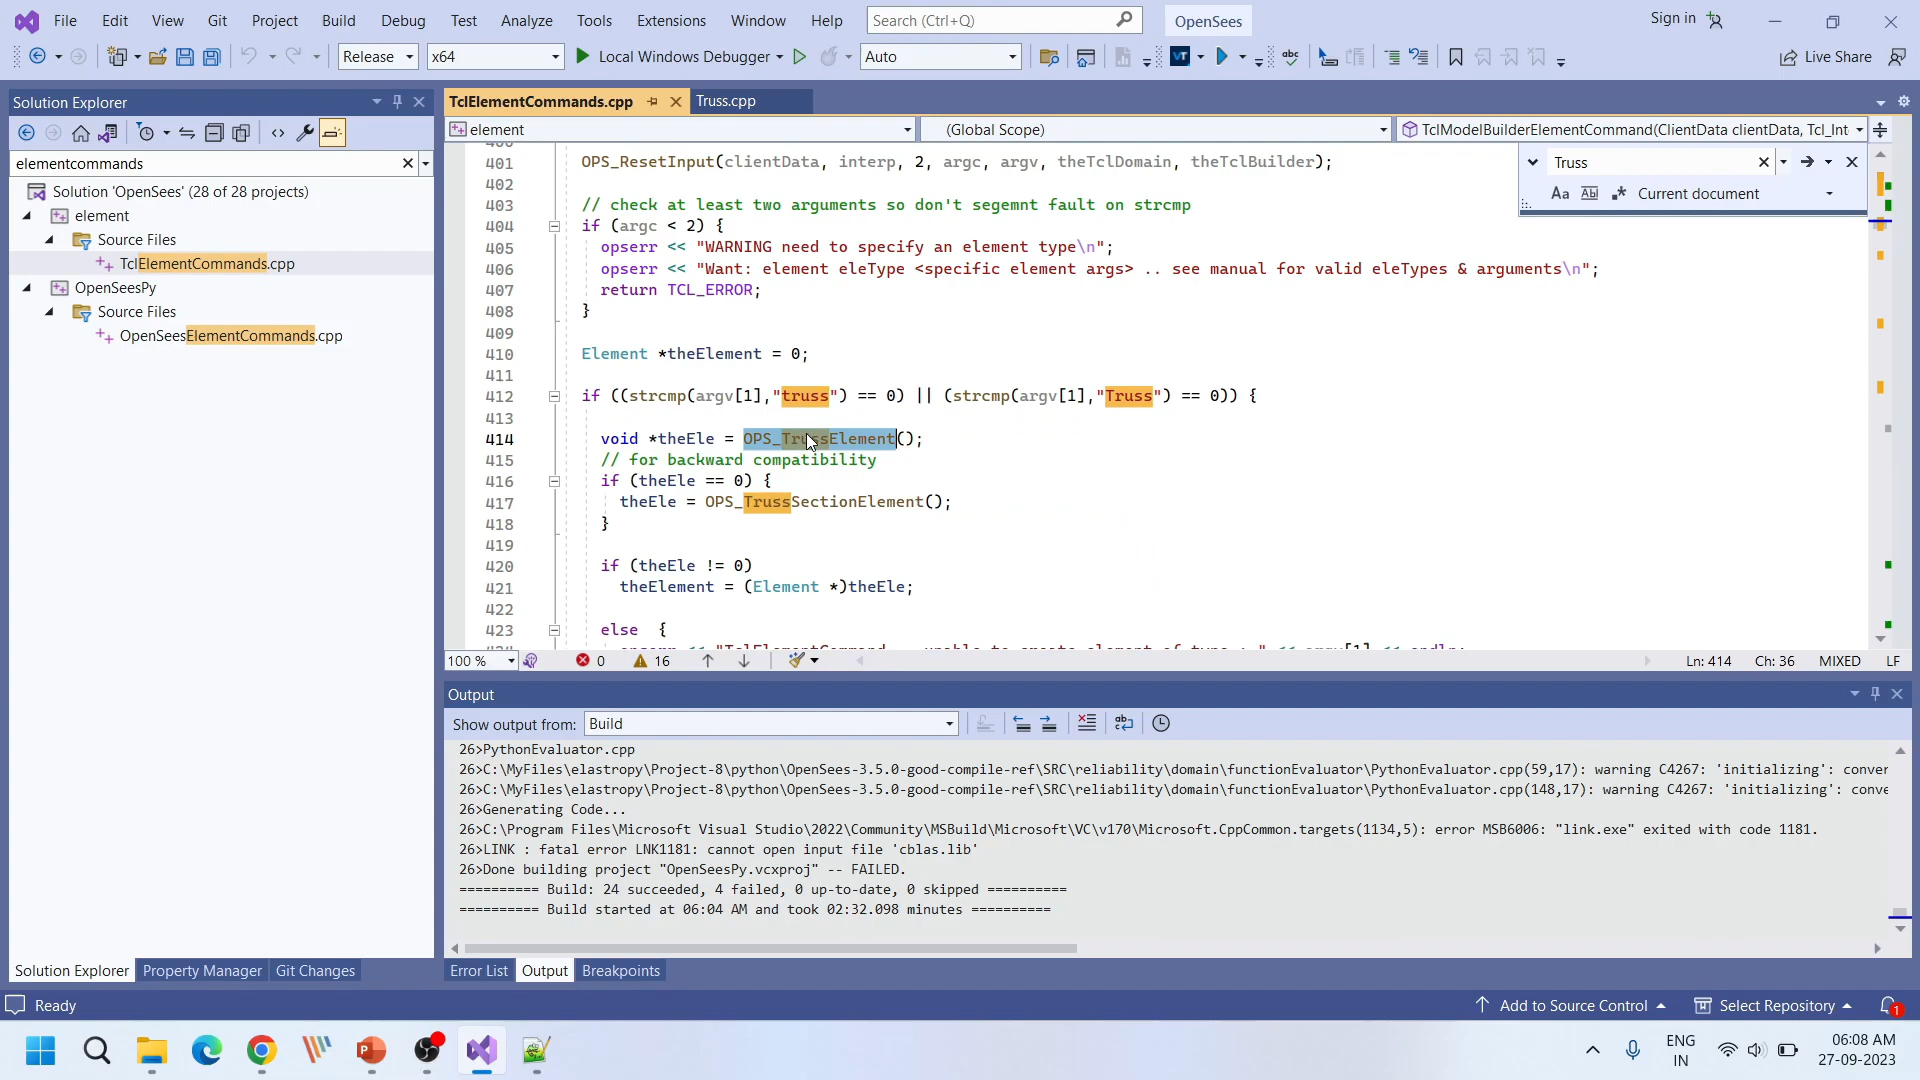 File Edit View Git Project Build Debug Test Analyze Tools Extensions Window Help Search (Ctrl+Q) OpenSees Sign in
Release x64 Local Windows Debugger Auto Live Share
Solution Explorer
elementcommands
Solution 'OpenSees' (28 of 28 projects)
element
Source Files
TclElementCommands.cpp
OpenSeesPy
Source Files
OpenSeesElementCommands.cpp
Solution Explorer Property Manager Git Changes
TclElementCommands.cpp Truss.cpp
element (Global Scope) TclModelBuilderElementCommand(ClientData clientData, Tcl_Int
Truss
Aa Ab Current document
401 OPS_ResetInput(clientData, interp, 2, argc, argv, theTclDomain, theTclBuilder);
402
403 // check at least two arguments so don't segemnt fault on strcmp
404 if (argc < 2) {
405 opserr << "WARNING need to specify an element type\n";
406 opserr << "Want: element eleType <specific element args> .. see manual for valid eleTypes & arguments\n";
407 return TCL_ERROR;
408 }
409
410 Element *theElement = 0;
411
412 if ((strcmp(argv[1],"truss") == 0) || (strcmp(argv[1],"Truss") == 0)) {
413
414 void *theEle = OPS_TrussElement();
415 // for backward compatibility
416 if (theEle == 0) {
417 theEle = OPS_TrussSectionElement();
418 }
419
420 if (theEle != 0)
421 theElement = (Element *)theEle;
422
423 else {
100 % 0 16 Ln: 414 Ch: 36 MIXED LF
Output
Show output from: Build
26>PythonEvaluator.cpp
26>C:\MyFiles\elastropy\Project-8\python\OpenSees-3.5.0-good-compile-ref\SRC\reliability\domain\functionEvaluator\PythonEvaluator.cpp(59,17): warning C4267: 'initializing': conver
26>C:\MyFiles\elastropy\Project-8\python\OpenSees-3.5.0-good-compile-ref\SRC\reliability\domain\functionEvaluator\PythonEvaluator.cpp(148,17): warning C4267: 'initializing': conve
26>Generating Code...
26>C:\Program Files\Microsoft Visual Studio\2022\Community\MSBuild\Microsoft\VC\v170\Microsoft.CppCommon.targets(1134,5): error MSB6006: "link.exe" exited with code 1181.
26>LINK : fatal error LNK1181: cannot open input file 'cblas.lib'
26>Done building project "OpenSeesPy.vcxproj" -- FAILED.
========== Build: 24 succeeded, 4 failed, 0 up-to-date, 0 skipped ==========
========== Build started at 06:04 AM and took 02:32.098 minutes ==========
Error List Output Breakpoints
Ready Add to Source Control Select Repository 1
ENG
IN
06:08 AM
27-09-2023